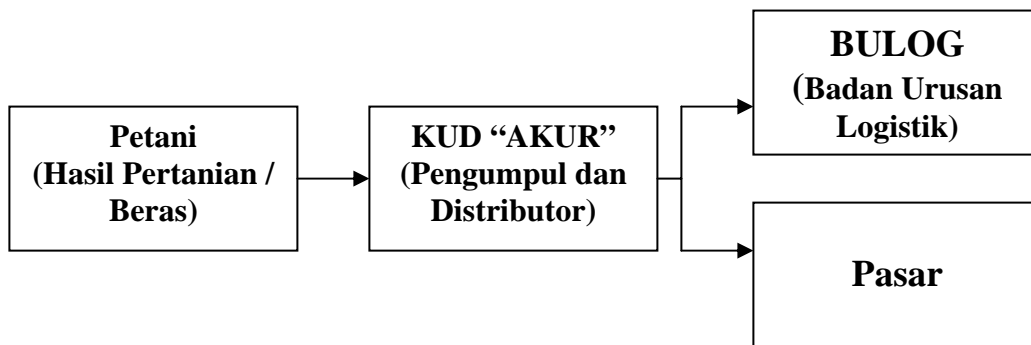 Petani
(Hasil Pertanian /
Beras)
KUD “AKUR”
(Pengumpul dan
Distributor)
BULOG
(Badan Urusan
Logistik)
Pasar